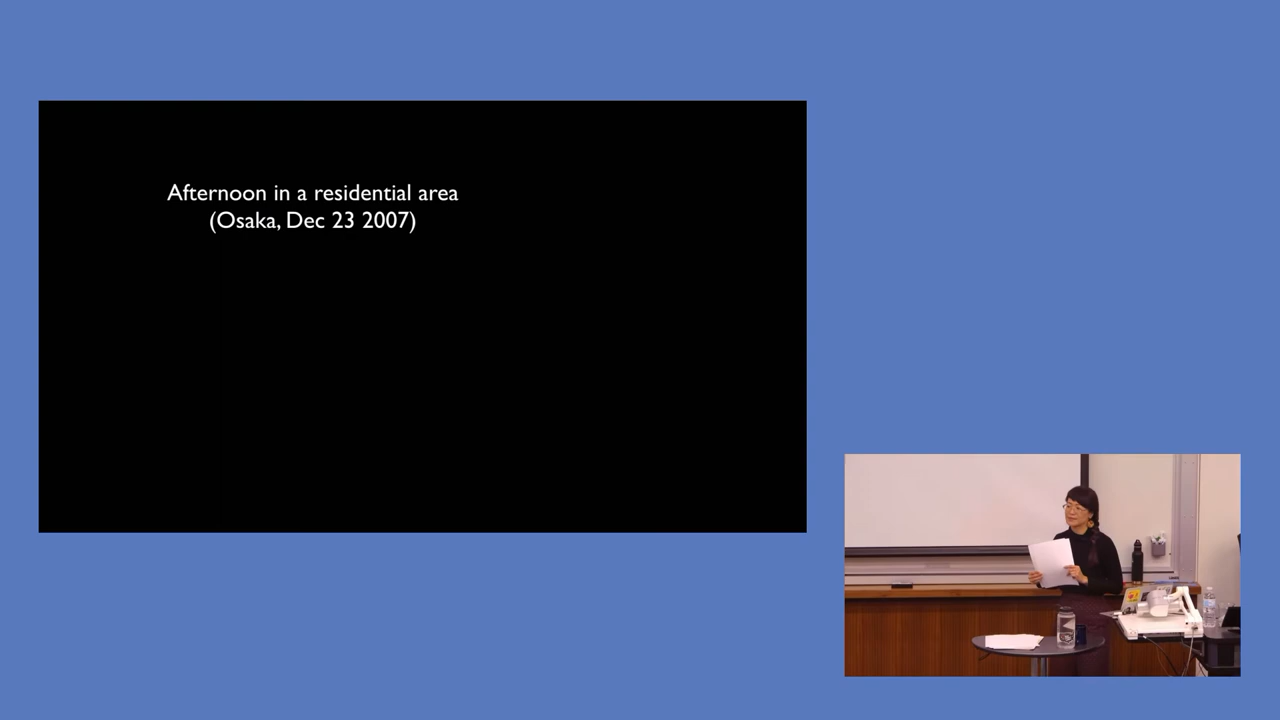 Afternoon in a residential area
(Osaka, Dec 23 2007)